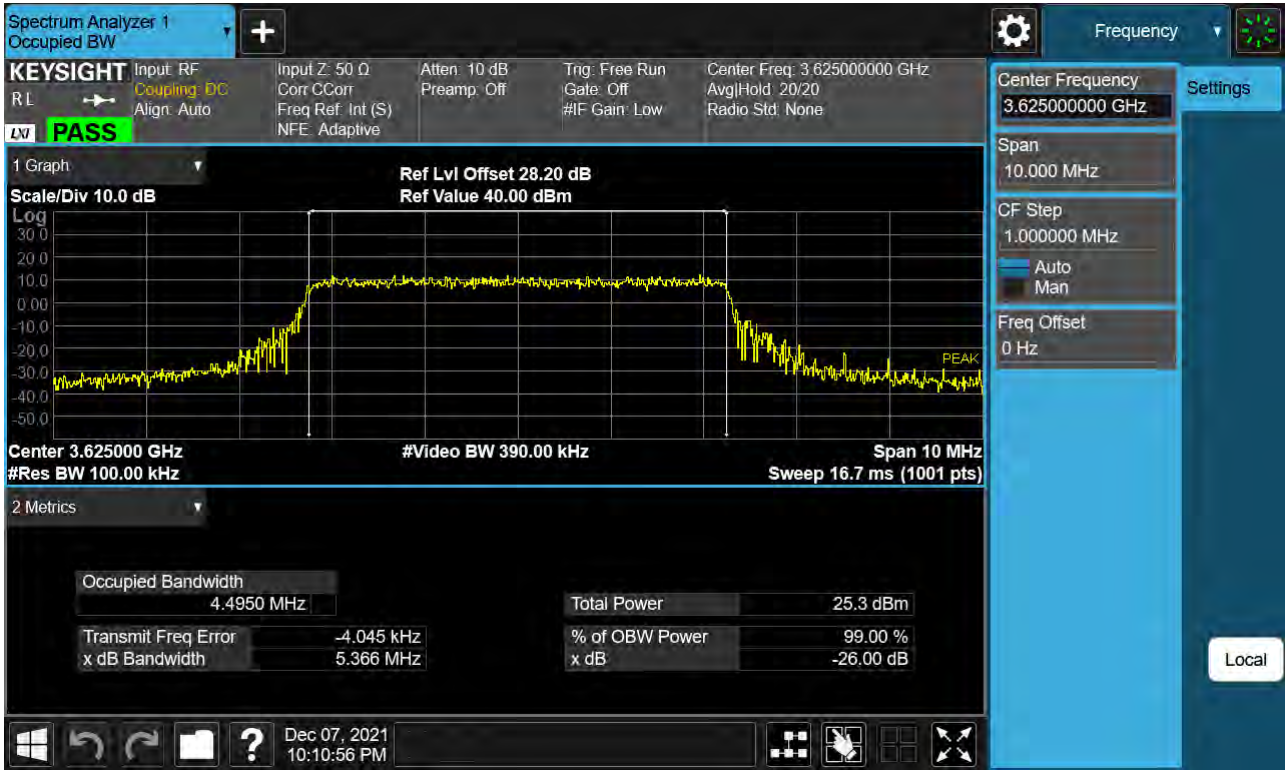 Spectrum Analyzer 1
Occupied BW
Frequency
KEYSIGHT
RL
LXI
PASS
Input: RF
Coupling: DC
Align: Auto
Input Z: 50 Ω
Corr CCorr
Freq Ref: Int (S)
NFE: Adaptive
Atten: 10 dB
Preamp: Off
Trig: Free Run
Gate: Off
#IF Gain: Low
Center Freq: 3.625000000 GHz
Avg|Hold: 20/20
Radio Std: None
Center Frequency
3.625000000 GHz
Settings
Span
10.000 MHz
CF Step
1.000000 MHz
Auto
Man
Freq Offset
0 Hz
Local
1 Graph
Scale/Div 10.0 dB
Ref Lvl Offset 28.20 dB
Ref Value 40.00 dBm
Log
30.0
20.0
10.0
0.00
-10.0
-20.0
-30.0
-40.0
-50.0
PEAK
Center 3.625000 GHz
#Video BW 390.00 kHz
Span 10 MHz
#Res BW 100.00 kHz
Sweep 16.7 ms (1001 pts)
2 Metrics
Occupied Bandwidth
4.4950 MHz
Total Power 25.3 dBm
Transmit Freq Error -4.045 kHz
% of OBW Power 99.00 %
x dB Bandwidth 5.366 MHz
x dB -26.00 dB
?
Dec 07, 2021
10:10:56 PM